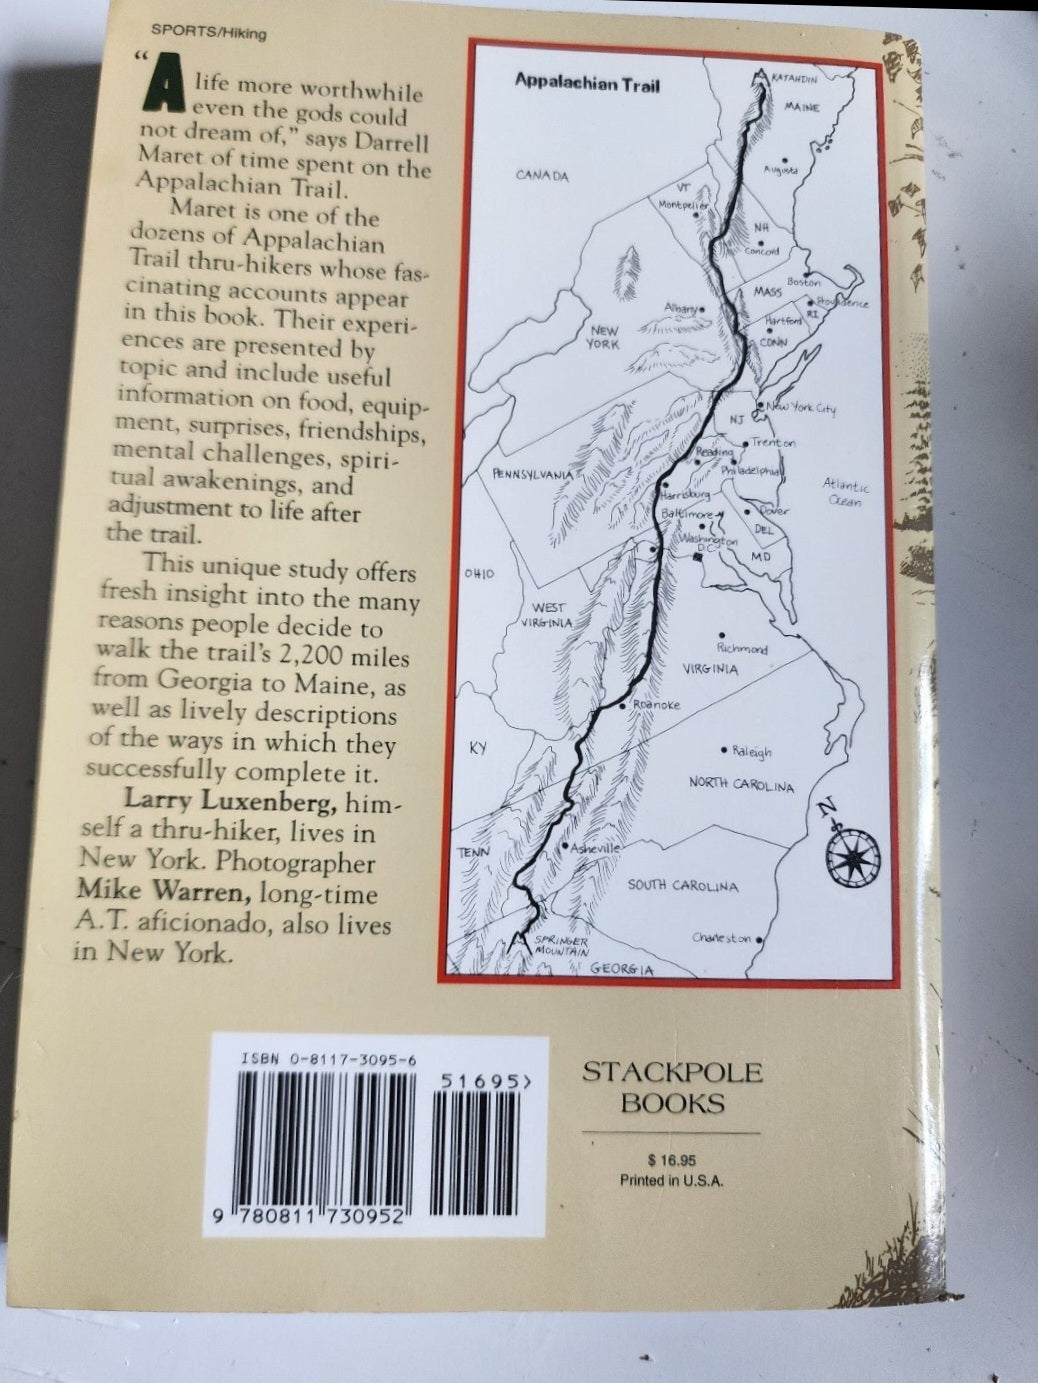 SPORTS/Hiking
“A life more worthwhile
even the gods could
not dream of,” says Darrell
Maret of time spent on the
Appalachian Trail.
Maret is one of the
dozens of Appalachian
Trail thru-hikers whose fas-
cinating accounts appear
in this book. Their experi-
ences are presented by
topic and include useful
information on food, equip-
ment, surprises, friendships,
mental challenges, spiri-
tual awakenings, and
adjustment to life after
the trail.
This unique study offers
fresh insight into the many
reasons people decide to
walk the trail’s 2,200 miles
from Georgia to Maine, as
well as lively descriptions
of the ways in which they
successfully complete it.
Larry Luxenberg, him-
self a thru-hiker, lives in
New York. Photographer
Mike Warren, long-time
A.T. aficionado, also lives
in New York.
Appalachian Trail
KATAHDIN
MAINE
Augusta
CANADA
VT
Montpelier
NH
Concord
Boston
MASS
Providence
RI
Albany
Hartford
CONN
NEW
YORK
New York City
NJ
Trenton
Reading
Philadelphia
PENNSYLVANIA
Harrisburg
Atlantic
Ocean
Baltimore
Dover
DEL
Washington
D.C.
MD
OHIO
WEST
VIRGINIA
Richmond
VIRGINIA
Roanoke
KY
Raleigh
NORTH CAROLINA
N
TENN
Asheville
SOUTH CAROLINA
Charleston
SPRINGER
MOUNTAIN
GEORGIA
ISBN 0-8117-3095-6
51695>
9 780811 730952
STACKPOLE
BOOKS
$ 16.95
Printed in U.S.A.